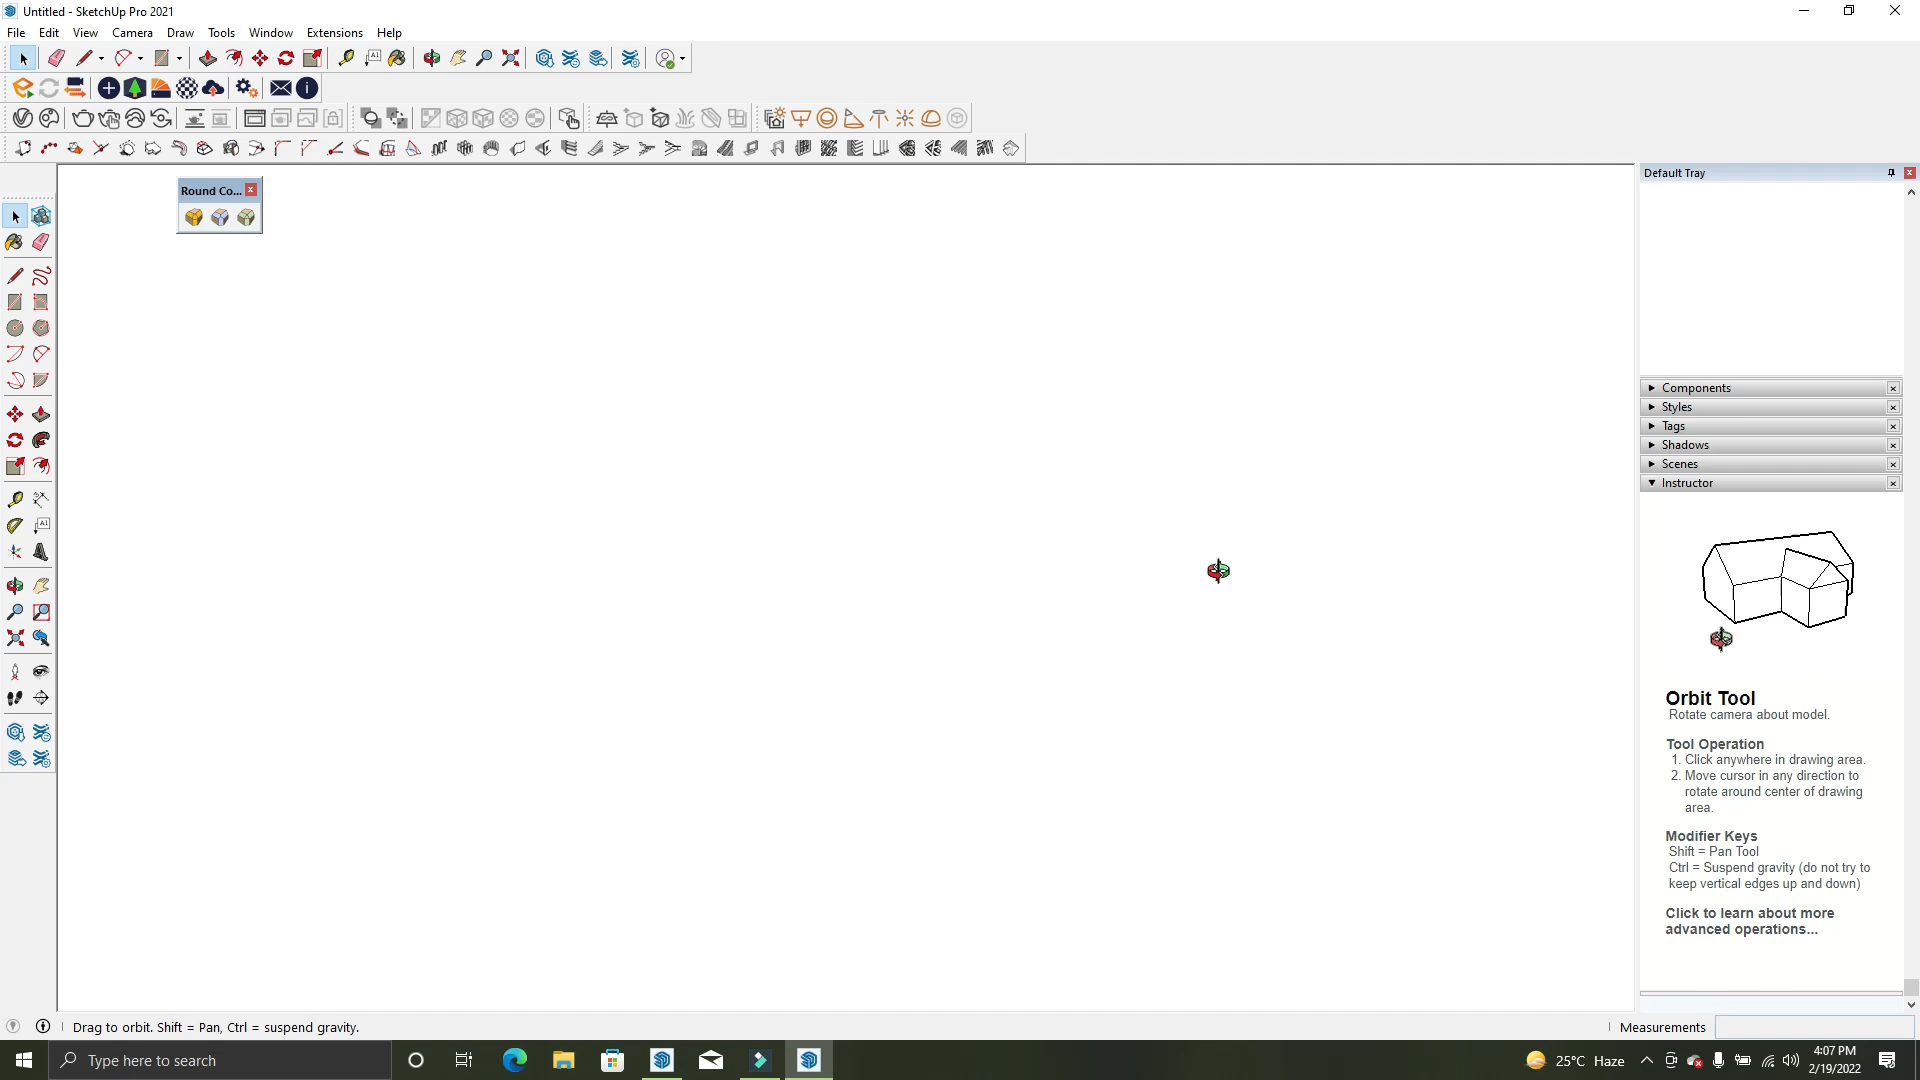 Untitled - SketchUp Pro 2021
File Edit View Camera Draw Tools Window Extensions Help
Default Tray
Round Co...
Components
Styles
Tags
Shadows
Scenes
Instructor
Orbit Tool
Rotate camera about model.
Tool Operation
1. Click anywhere in drawing area.
2. Move cursor in any direction to
rotate around center of drawing
area.
Modifier Keys
Shift = Pan Tool
Ctrl = Suspend gravity (do not try to
keep vertical edges up and down)
Click to learn about more
advanced operations...
Drag to orbit. Shift = Pan, Ctrl = suspend gravity.
Measurements
Type here to search
25°C Haze
4:07 PM
2/19/2022